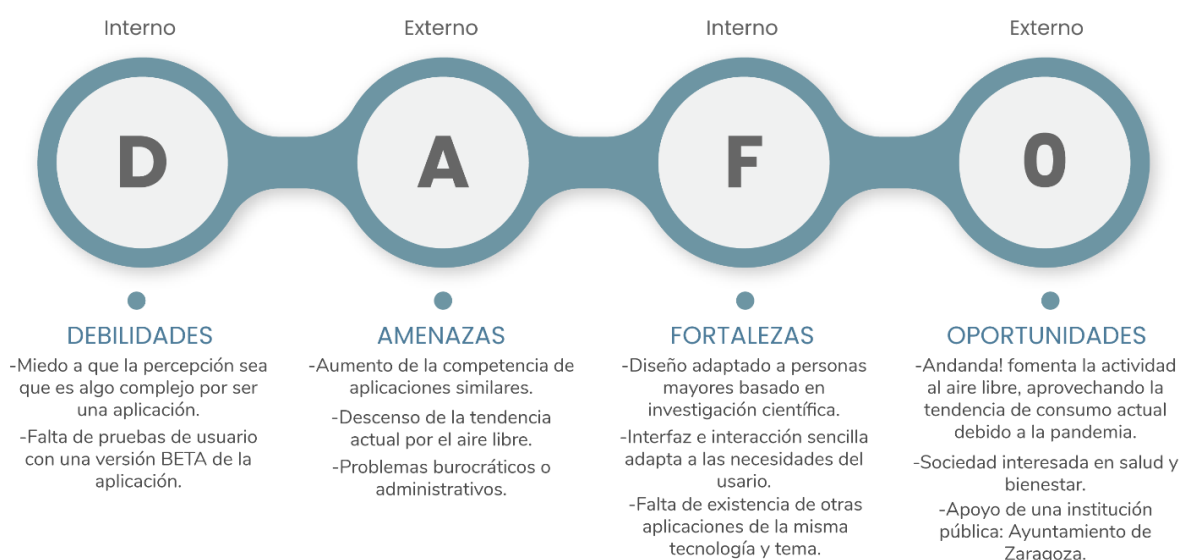 Interno
Externo
Interno
Externo
D
A
F
0
DEBILIDADES
-Miedo a que la percepción sea
que es algo complejo por ser
una aplicación.
-Falta de pruebas de usuario
con una versión BETA de la
aplicación.
AMENAZAS
-Aumento de la competencia de
aplicaciones similares.
-Descenso de la tendencia
actual por el aire libre.
-Problemas burocráticos o
administrativos.
FORTALEZAS
-Diseño adaptado a personas
mayores basado en
investigación científica.
-Interfaz e interacción sencilla
adapta a las necesidades del
usario.
-Falta de existencia de otras
aplicaciones de la misma
tecnología y tema.
OPORTUNIDADES
-Andanda! fomenta la actividad
al aire libre, aprovechando la
tendencia de consumo actual
debido a la pandemia.
-Sociedad interesada en salud y
bienestar.
-Apoyo de una institución
pública: Ayuntamiento de
Zaragoza.